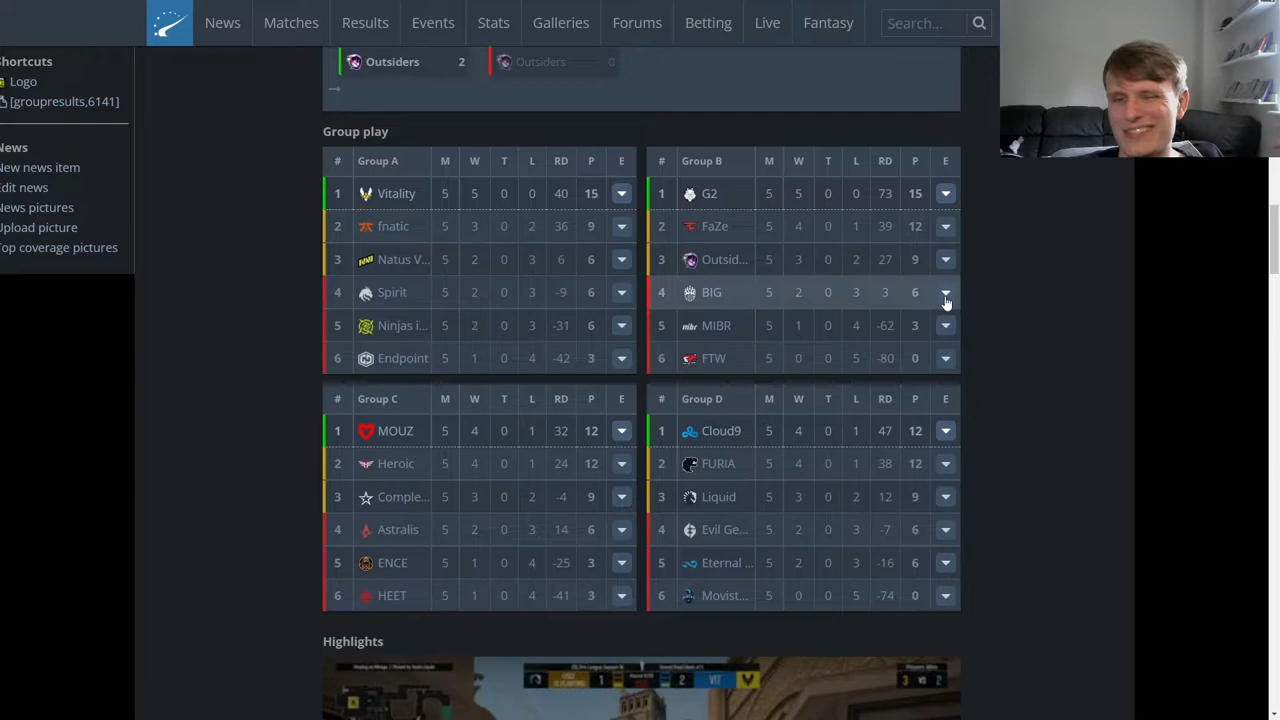 News Matches Results Events Stats Galleries Forums Betting Live Fantasy Search...
Shortcuts
Logo
[groupresults,6141]
News
New news item
Edit news
News pictures
Upload picture
Top coverage pictures
Outsiders 2 Outsiders 0
Group play
# Group A M W T L RD P E
1 Vitality 5 5 0 0 40 15
2 fnatic 5 3 0 2 36 9
3 Natus V... 5 2 0 3 6 6
4 Spirit 5 2 0 3 -9 6
5 Ninjas i... 5 2 0 3 -31 6
6 Endpoint 5 1 0 4 -42 3
# Group B M W T L RD P E
1 G2 5 5 0 0 73 15
2 FaZe 5 4 0 1 39 12
3 Outsid... 5 3 0 2 27 9
4 BIG 5 2 0 3 3 6
5 MIBR 5 1 0 4 -62 3
6 FTW 5 0 0 5 -80 0
# Group C M W T L RD P E
1 MOUZ 5 4 0 1 32 12
2 Heroic 5 4 0 1 24 12
3 Comple... 5 3 0 2 -4 9
4 Astralis 5 2 0 3 14 6
5 ENCE 5 1 0 4 -25 3
6 HEET 5 1 0 4 -41 3
# Group D M W T L RD P E
1 Cloud9 5 4 0 1 47 12
2 FURIA 5 4 0 1 38 12
3 Liquid 5 3 0 2 12 9
4 Evil Ge... 5 2 0 3 -7 6
5 Eternal ... 5 2 0 3 -16 6
6 Movist... 5 0 0 5 -74 0
Highlights
1 2 VIT
3 VS 2